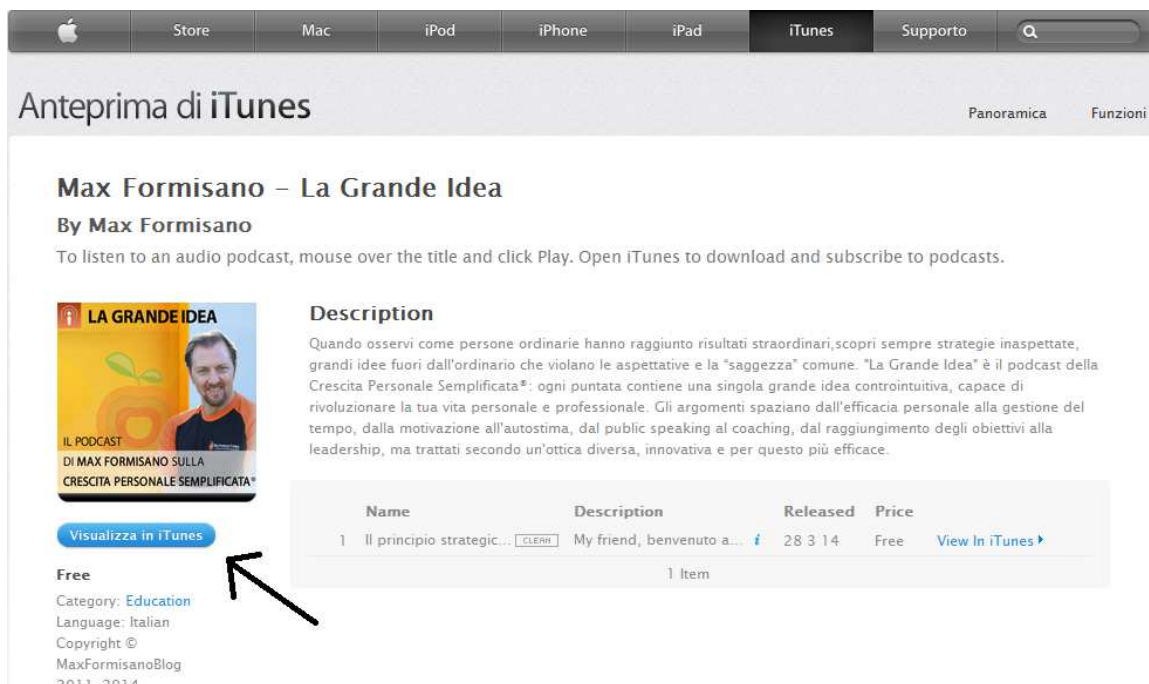 Store Mac iPod iPhone iPad iTunes Supporto
Anteprima di iTunes
Panoramica Funzioni
Max Formisano – La Grande Idea
By Max Formisano
To listen to an audio podcast, mouse over the title and click Play. Open iTunes to download and subscribe to podcasts.
LA GRANDE IDEA
IL PODCAST
DI MAX FORMISANO SULLA
CRESCITA PERSONALE SEMPLIFICATA®
Visualizza in iTunes
Free
Category: Education
Language: Italian
Copyright ©
MaxFormisanoBlog
2011-2014
Description
Quando osservi come persone ordinarie hanno raggiunto risultati straordinari,scopri sempre strategie inaspettate,
grandi idee fuori dall'ordinario che violano le aspettative e la “saggezza” comune. "La Grande Idea" è il podcast della
Crescita Personale Semplificata®: ogni puntata contiene una singola grande idea controintuitiva, capace di
rivoluzionare la tua vita personale e professionale. Gli argomenti spaziano dall'efficacia personale alla gestione del
tempo, dalla motivazione all'autostima, dal public speaking al coaching, dal raggiungimento degli obiettivi alla
leadership, ma trattati secondo un'ottica diversa, innovativa e per questo più efficace.
Name Description Released Price
1 Il principio strategic... CLEAN My friend, benvenuto a... i 28 3 14 Free View In iTunes
1 Item